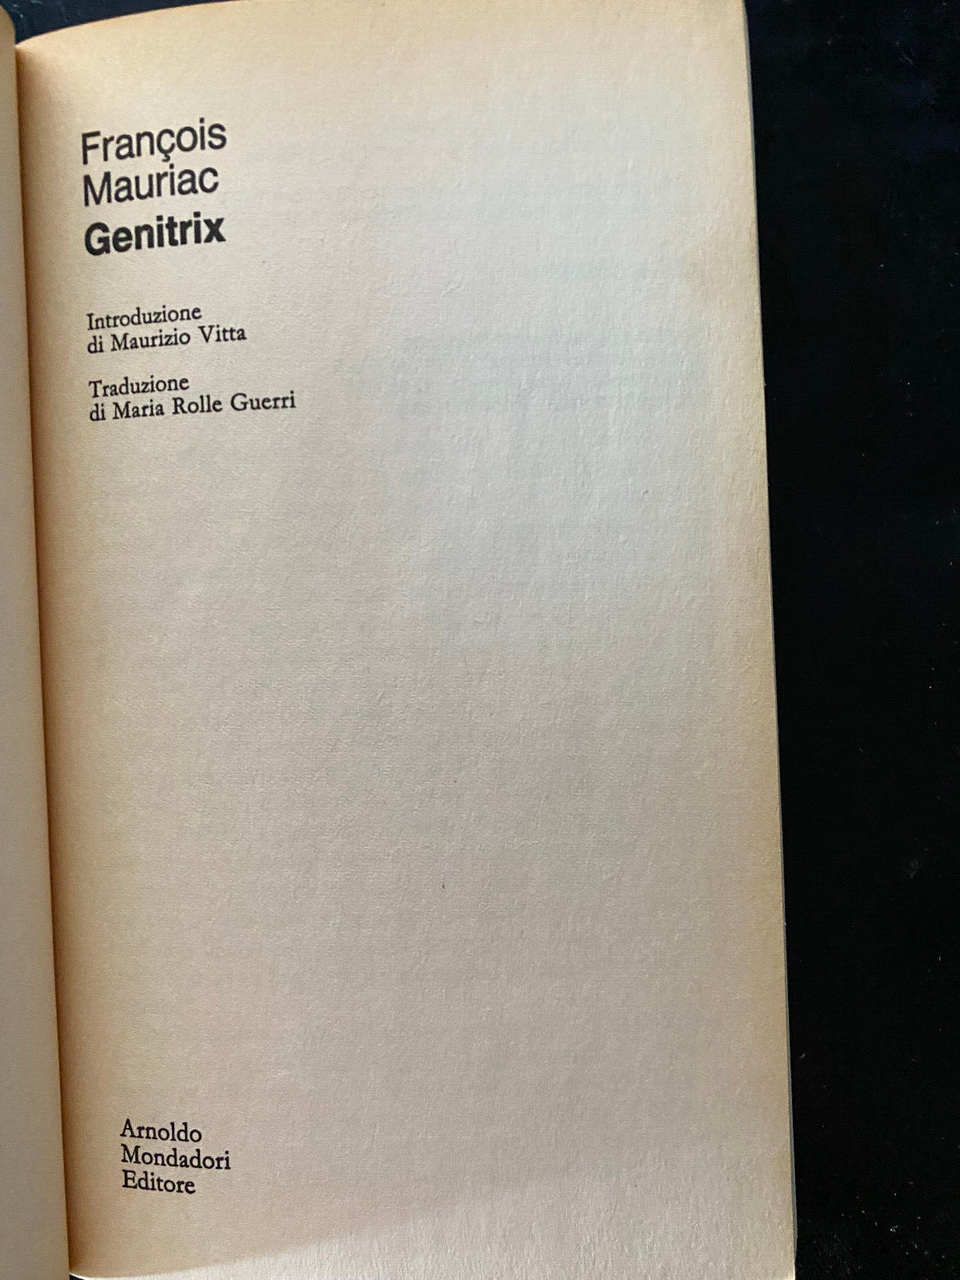 François
Mauriac
Genitrix
Introduzione
di Maurizio Vitta
Traduzione
di Maria Rolle Guerri
Arnoldo
Mondadori
Editore